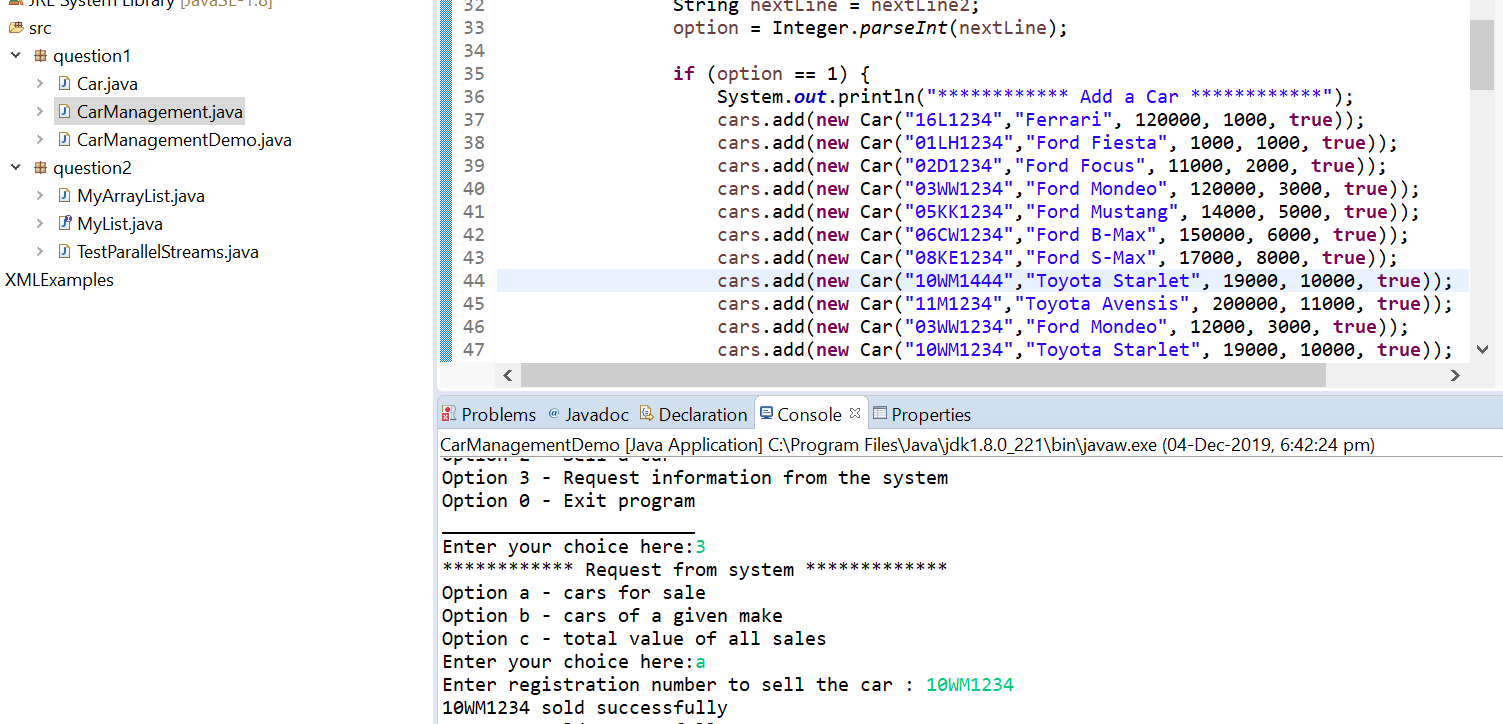 JRE System Library [JavaSE-1.8]
src
question1
Car.java
CarManagement.java
CarManagementDemo.java
question2
MyArrayList.java
MyList.java
TestParallelStreams.java
XMLExamples
32 String nextLine = nextLine2;
33 option = Integer.parseInt(nextLine);
34
35 if (option == 1) {
36 System.out.println("************ Add a Car ************");
37 cars.add(new Car("16L1234","Ferrari", 120000, 1000, true));
38 cars.add(new Car("01LH1234","Ford Fiesta", 1000, 1000, true));
39 cars.add(new Car("02D1234","Ford Focus", 11000, 2000, true));
40 cars.add(new Car("03WW1234","Ford Mondeo", 120000, 3000, true));
41 cars.add(new Car("05KK1234","Ford Mustang", 14000, 5000, true));
42 cars.add(new Car("06CW1234","Ford B-Max", 150000, 6000, true));
43 cars.add(new Car("08KE1234","Ford S-Max", 17000, 8000, true));
44 cars.add(new Car("10WM1444","Toyota Starlet", 19000, 10000, true));
45 cars.add(new Car("11M1234","Toyota Avensis", 200000, 11000, true));
46 cars.add(new Car("03WW1234","Ford Mondeo", 12000, 3000, true));
47 cars.add(new Car("10WM1234","Toyota Starlet", 19000, 10000, true));
Problems Javadoc Declaration Console Properties
CarManagementDemo [Java Application] C:\Program Files\Java\jdk1.8.0_221\bin\javaw.exe (04-Dec-2019, 6:42:24 pm)
Option 2 - Sell a car
Option 3 - Request information from the system
Option 0 - Exit program
_______________________
Enter your choice here:3
************ Request from system *************
Option a - cars for sale
Option b - cars of a given make
Option c - total value of all sales
Enter your choice here:a
Enter registration number to sell the car : 10WM1234
10WM1234 sold successfully